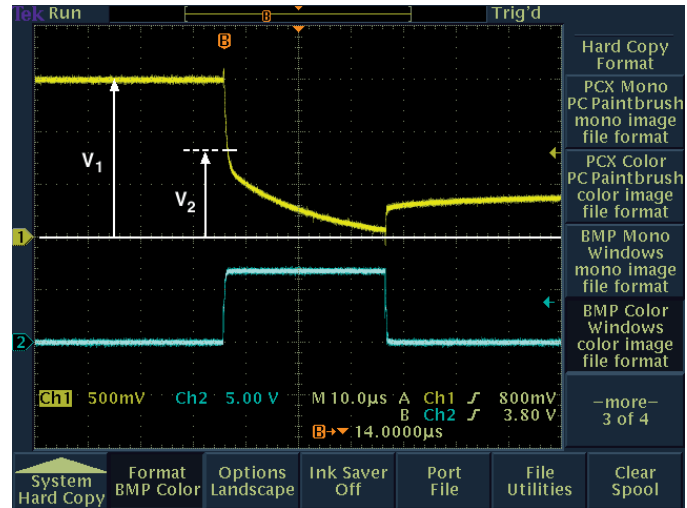 Tek Run
Trig'd
B
B
Hard Copy
Format
PCX Mono
PC Paintbrush
mono image
file format
PCX Color
PC Paintbrush
color image
file format
BMP Mono
Windows
mono image
file format
BMP Color
Windows
color image
file format
-more-
3 of 4
V1
V2
1
2
Ch1 500mV Ch2 5.00 V M 10.0µs A Ch1 ʃ 800mV
B Ch2 ʃ 3.80 V
B→▼ 14.0000µs
System
Hard Copy
Format
BMP Color
Options
Landscape
Ink Saver
Off
Port
File
File
Utilities
Clear
Spool